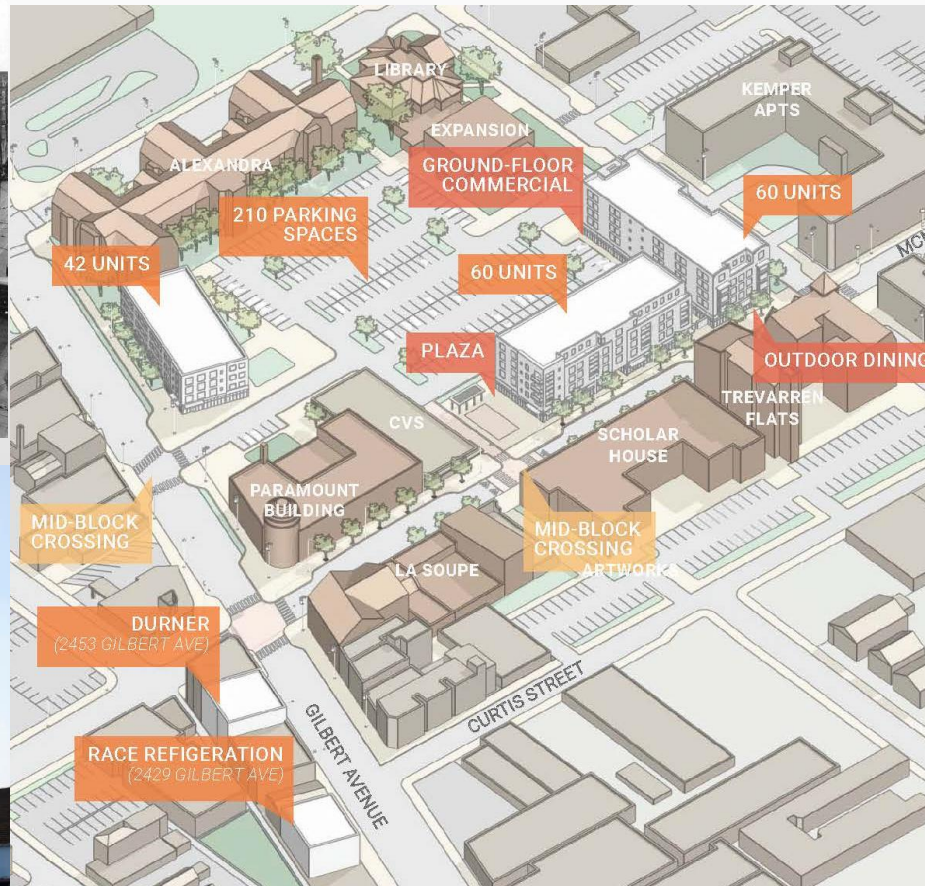 LIBRARY
KEMPER
APTS
EXPANSION
ALEXANDRA
GROUND-FLOOR
COMMERCIAL
60 UNITS
210 PARKING
SPACES
42 UNITS
60 UNITS
PLAZA
OUTDOOR DINING
TREVARREN
FLATS
CVS
SCHOLAR
HOUSE
PARAMOUNT
BUILDING
MID-BLOCK
CROSSING
MID-BLOCK
CROSSING
ARTWORKS
LA SOUPE
DURNER
(2453 GILBERT AVE)
CURTIS STREET
GILBERT AVENUE
RACE REFIGERATION
(2429 GILBERT AVE)